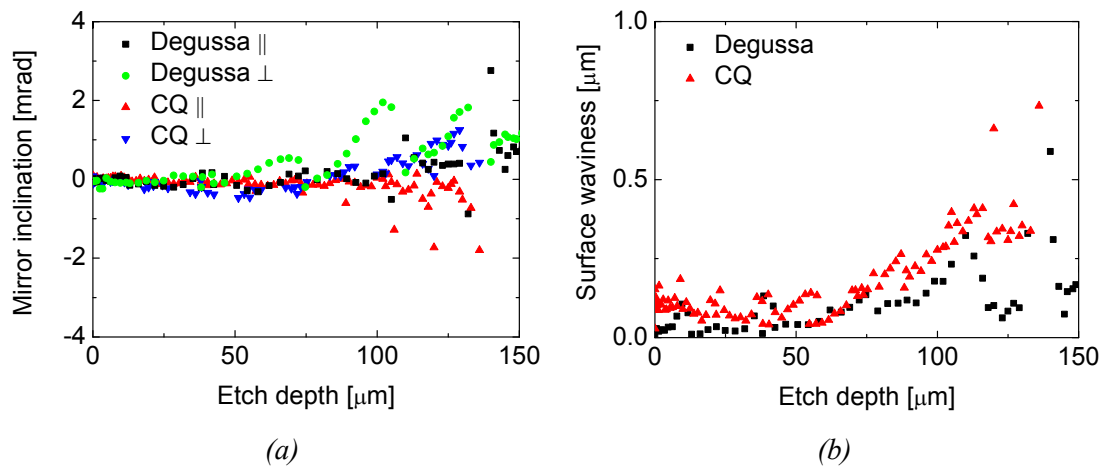 4
2
0
-2
-4
Mirror inclination [mrad]
Degussa ||
Degussa ⊥
CQ ||
CQ ⊥
0 50 100 150
Etch depth [μm]
(a)
1.0
0.5
0.0
Surface waviness [μm]
Degussa
CQ
0 50 100 150
Etch depth [μm]
(b)